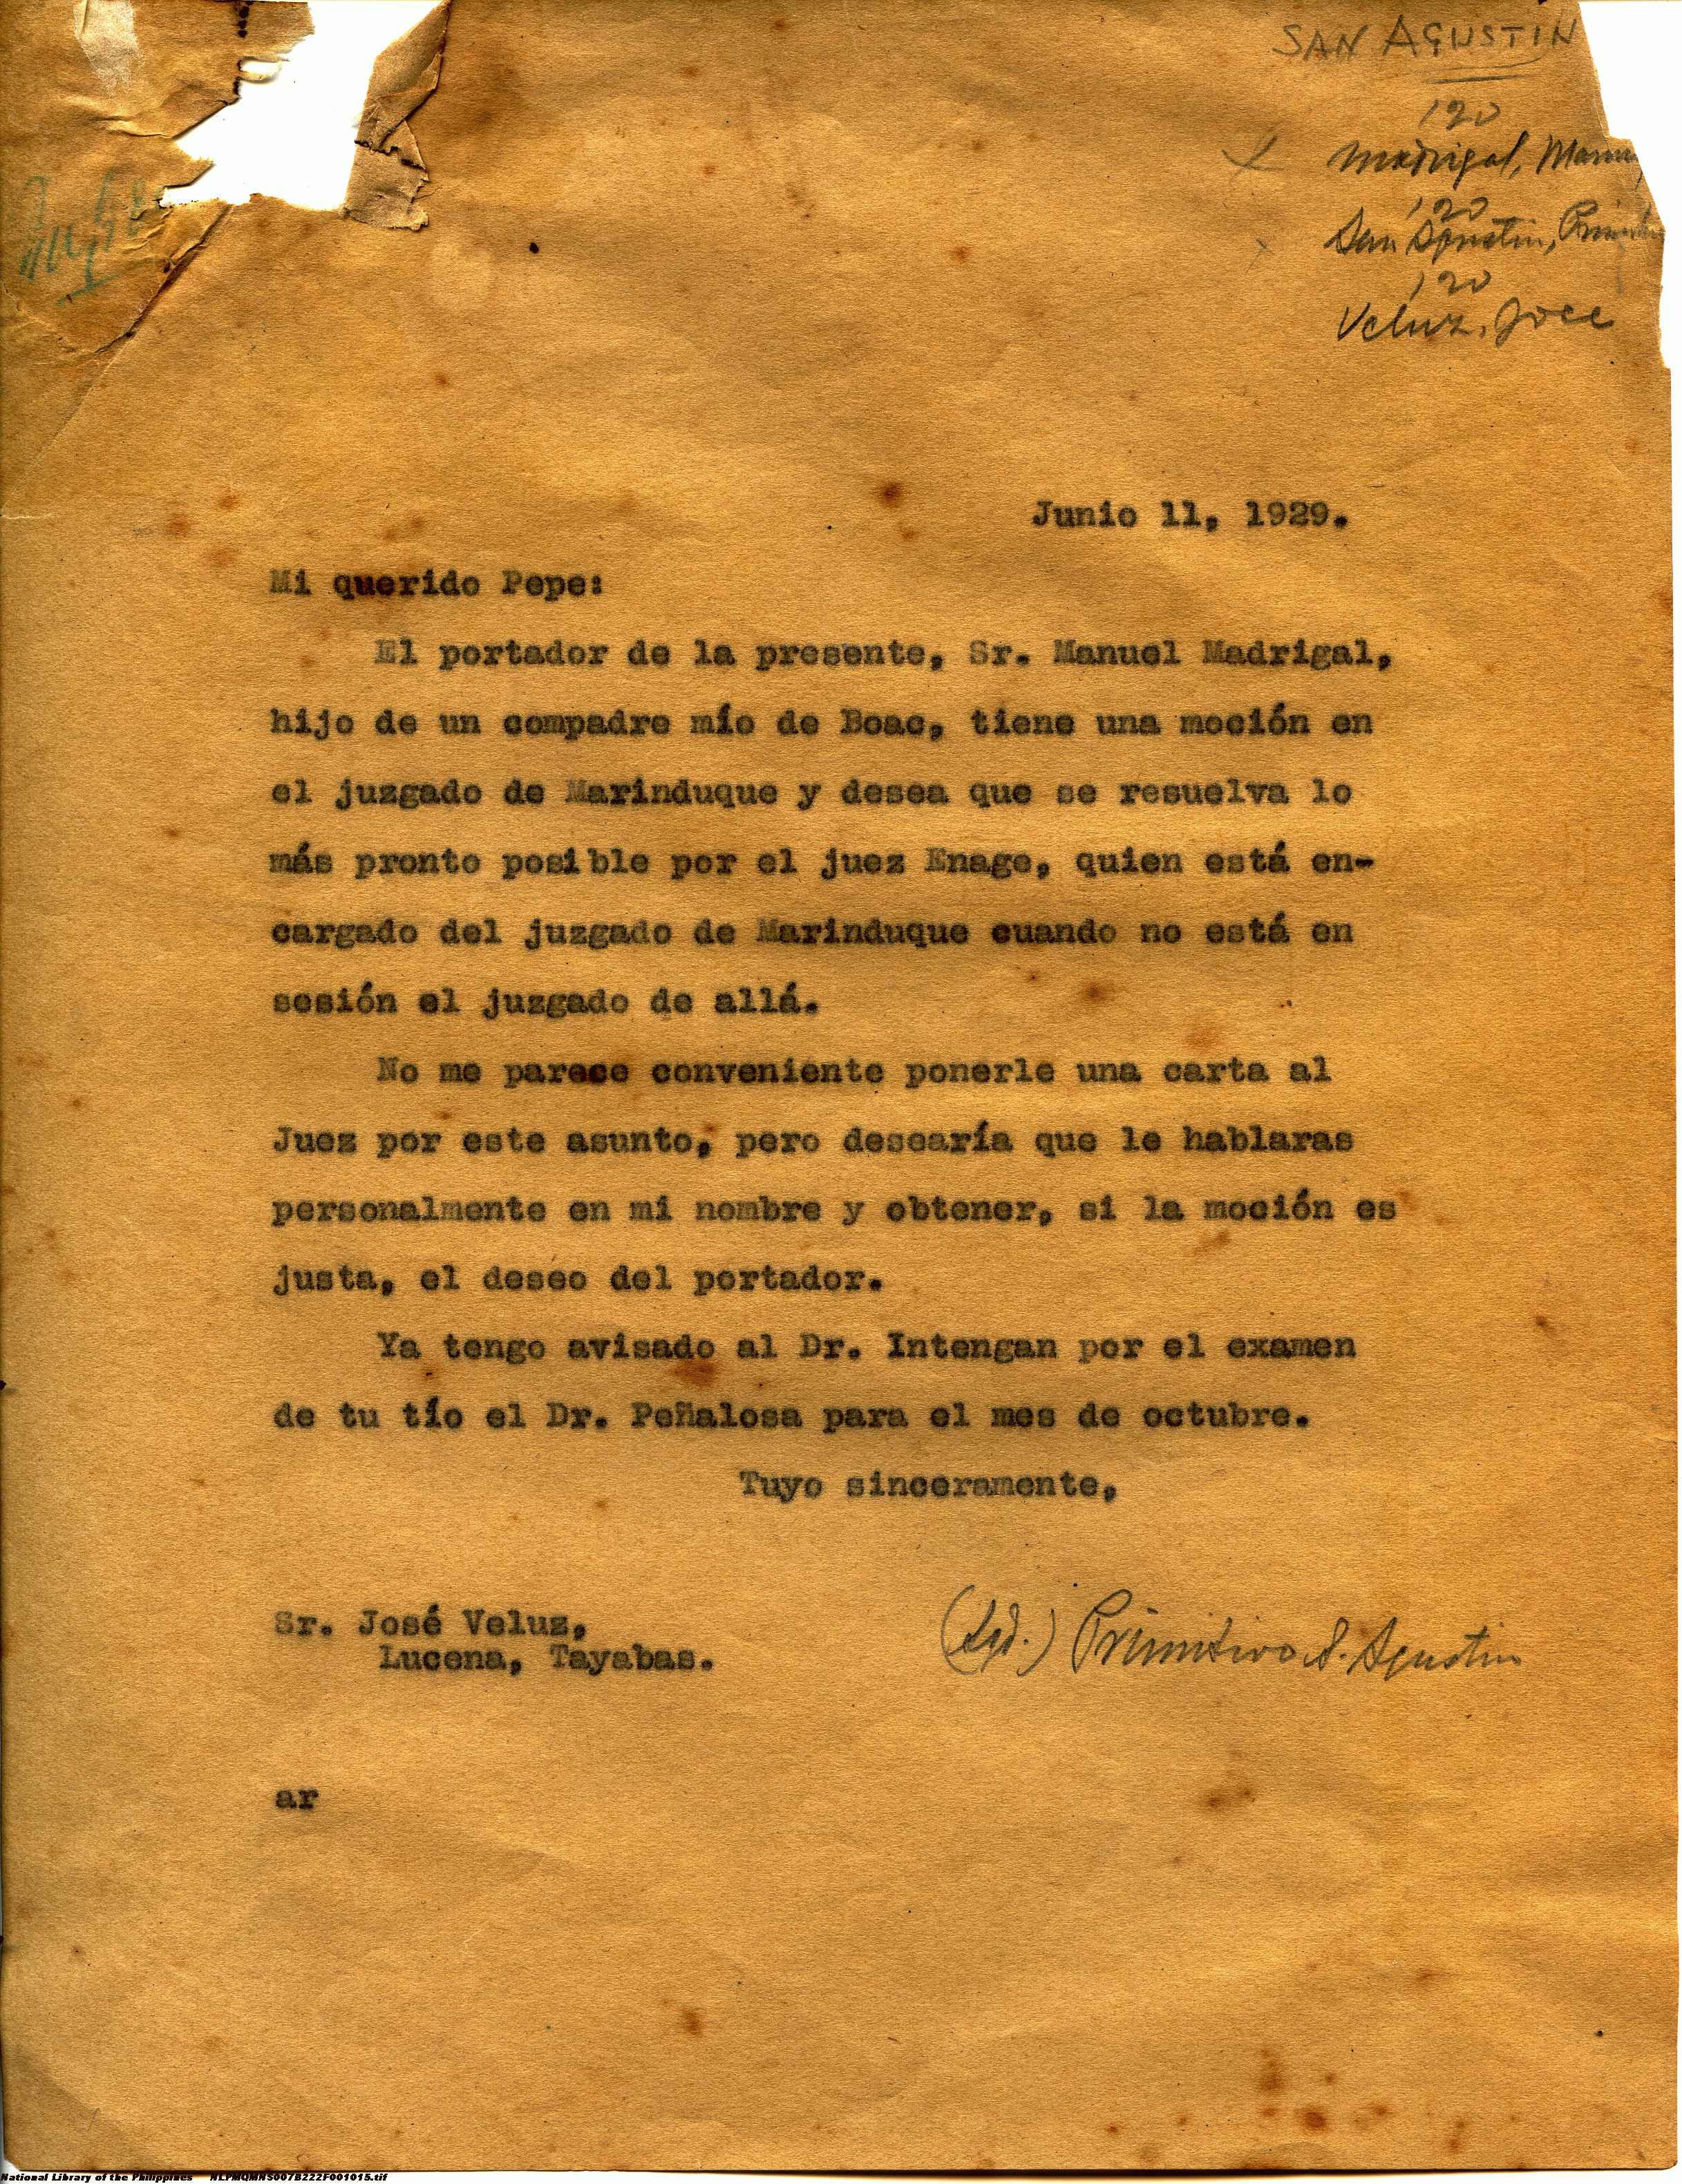 SAN AGUSTIN
120
Madrigal, Manu
120
San Agustin,
120
Veluz, Jose
Junio 11, 1929.
Mi querido Pepe:
El portador de la presente, Sr. Manuel Madrigal,
hijo de un compadre mío de Boac, tiene una moción en
el juzgado de Marinduque y desea que se resuelva lo
más pronto posible por el juez Enage, quien está en-
cargado del juzgado de Marinduque cuando no está en
sesión el juzgado de allá.
No me parece conveniente ponerle una carta al
Juez por este asunto, pero desearía que le hablaras
personalmente en mi nombre y obtener, si la moción es
justa, el deseo del portador.
Ya tengo avisado al Dr. Intengan por el examen
de tu tío el Dr. Peñalosa para el mes de octubre.
Tuyo sinceramente,
(Sgd.) Primitivo S. Agustin
Sr. José Veluz,
Lucena, Tayabas.
ar
National Library of the Philippines NLPMQMNS007B222F001015.tif